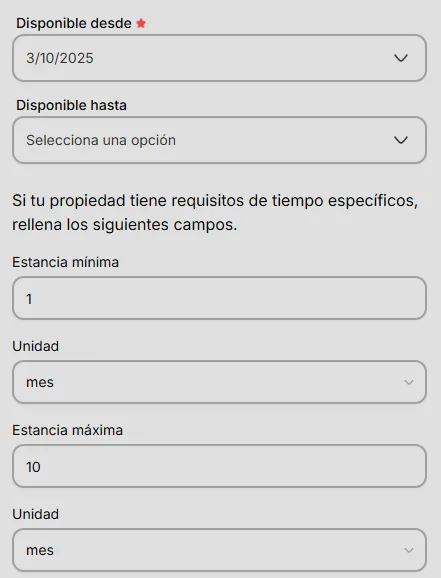 Disponible desde
3/10/2025
Disponible hasta
Selecciona una opción
Si tu propiedad tiene requisitos de tiempo específicos,
rellena los siguientes campos.
Estancia mínima
1
Unidad
mes
Estancia máxima
10
Unidad
mes